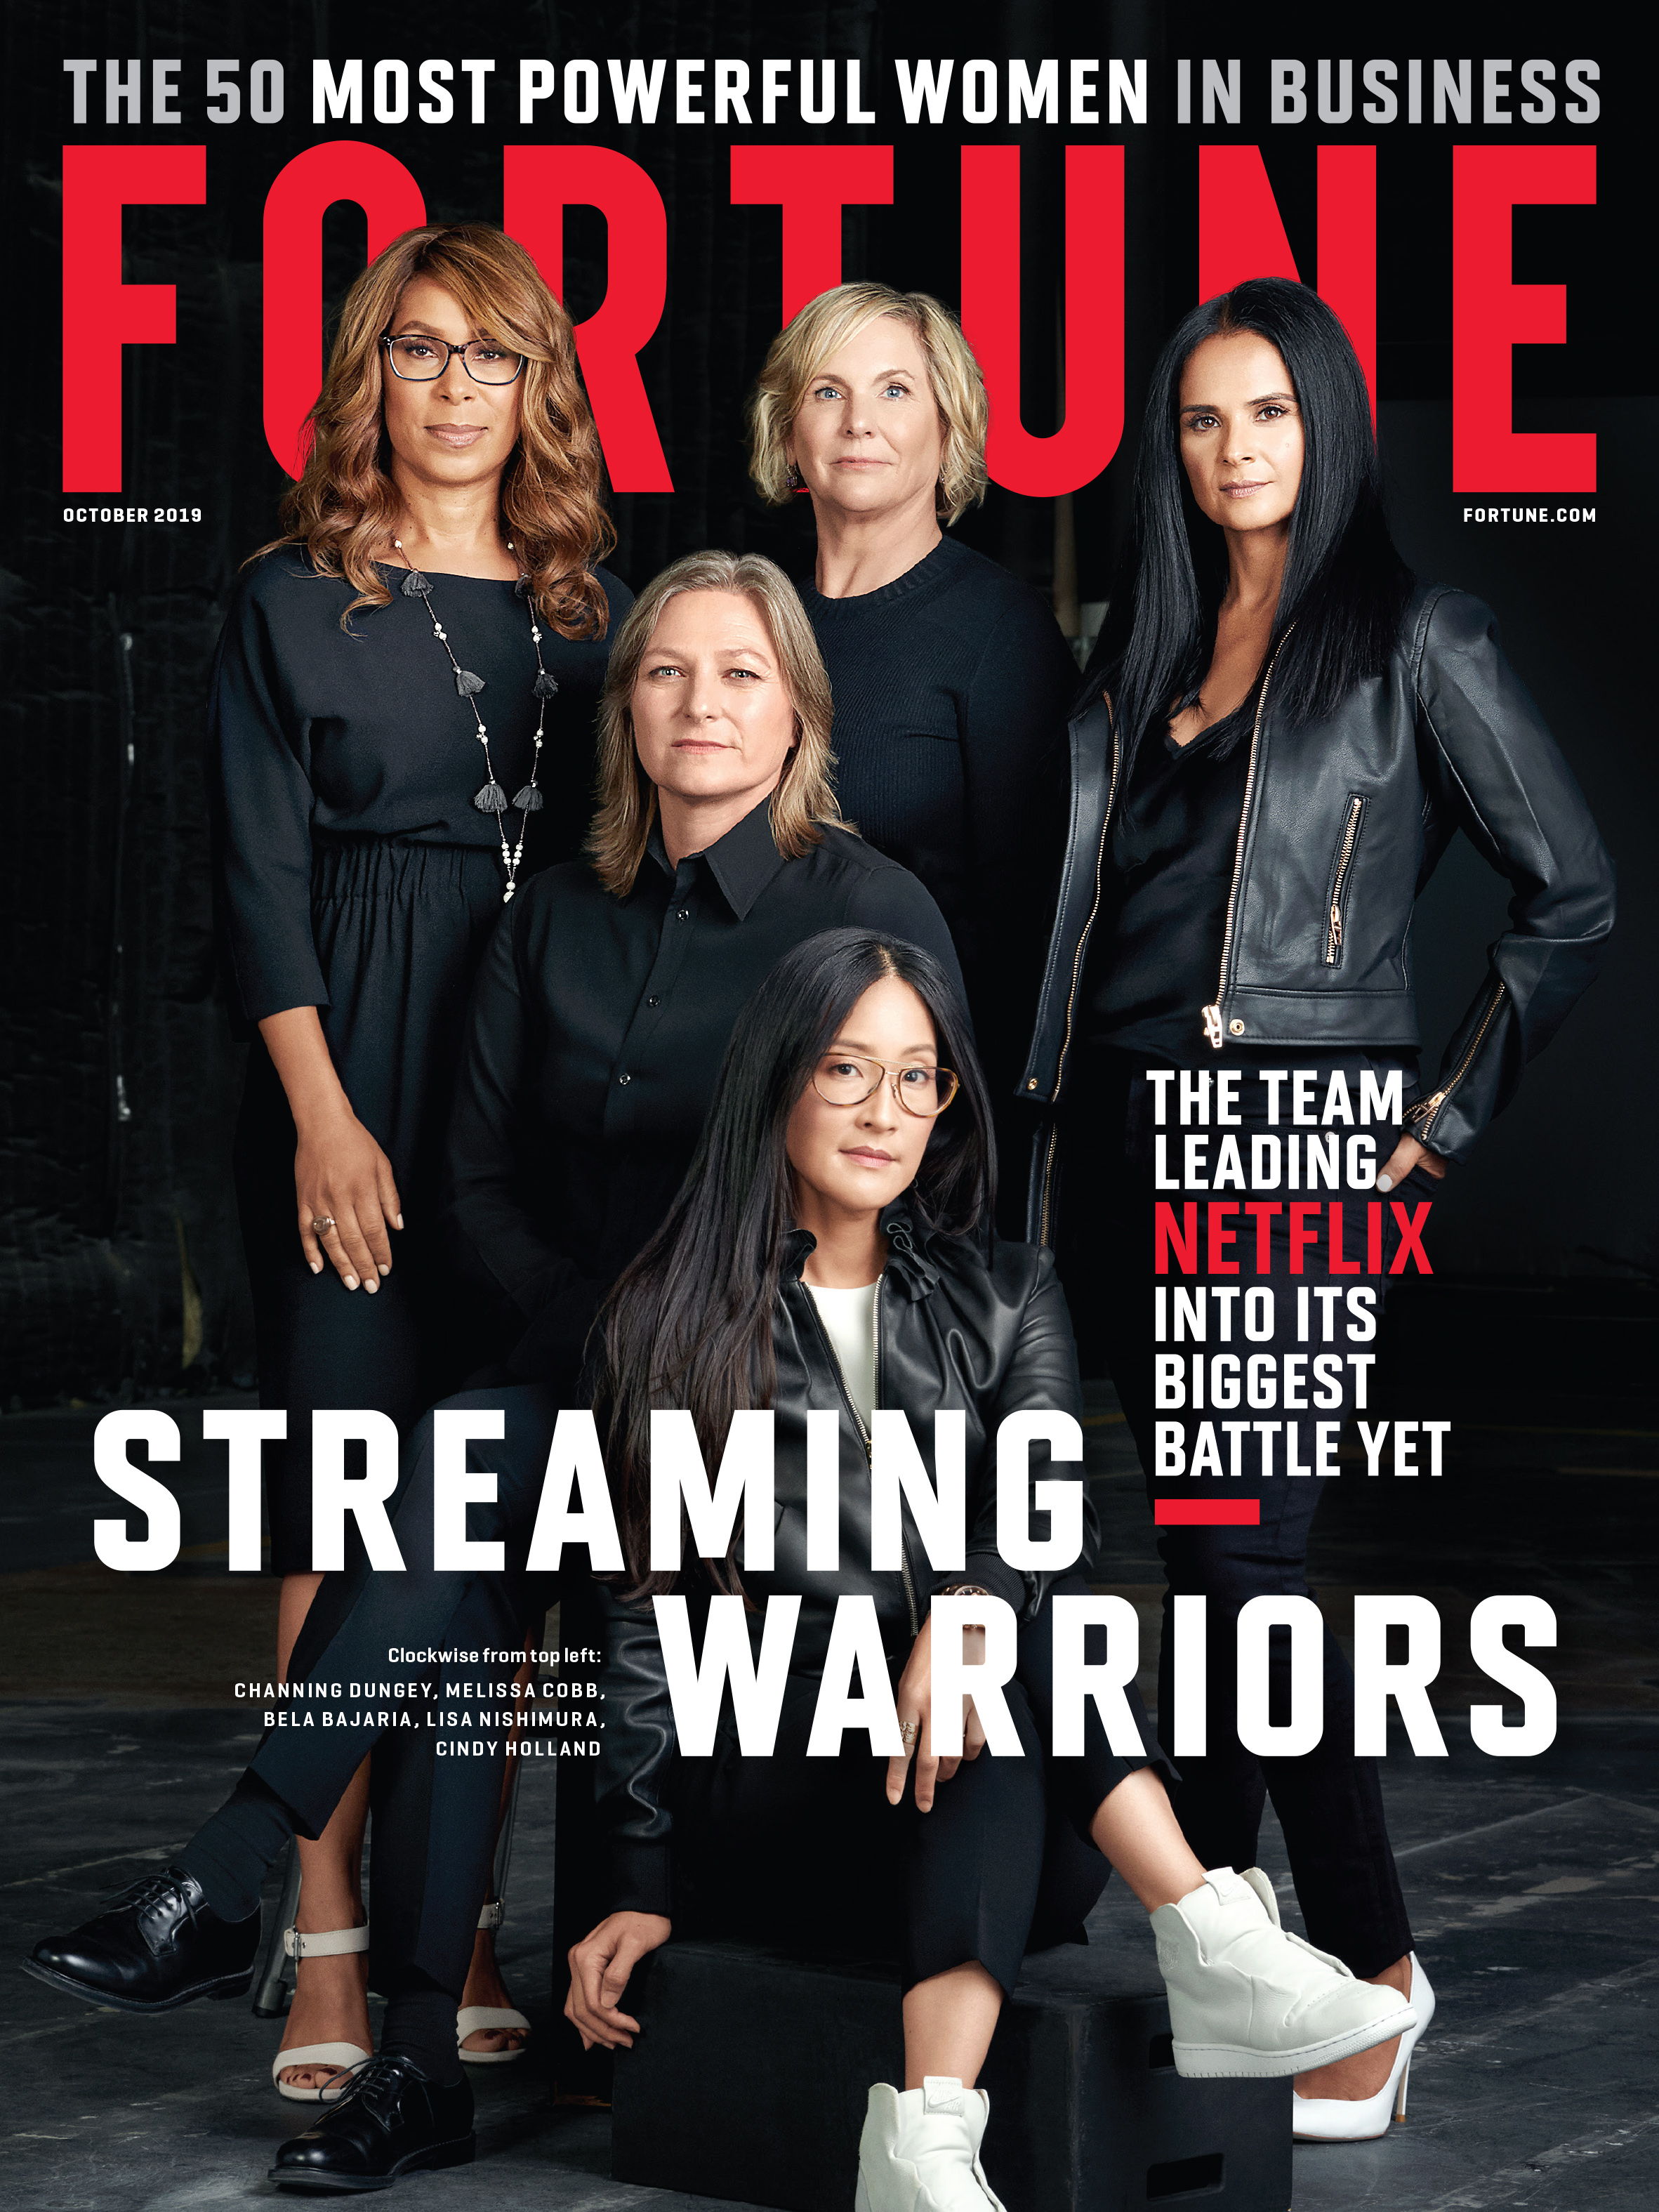 THE 50 MOST POWERFUL WOMEN IN BUSINESS
FORTUNE
OCTOBER 2019
FORTUNE.COM
THE TEAM
LEADING
NETFLIX
INTO ITS
BIGGEST
BATTLE YET
STREAMING
WARRIORS
Clockwise from top left:
CHANNING DUNGEY, MELISSA COBB,
BELA BAJARIA, LISA NISHIMURA,
CINDY HOLLAND